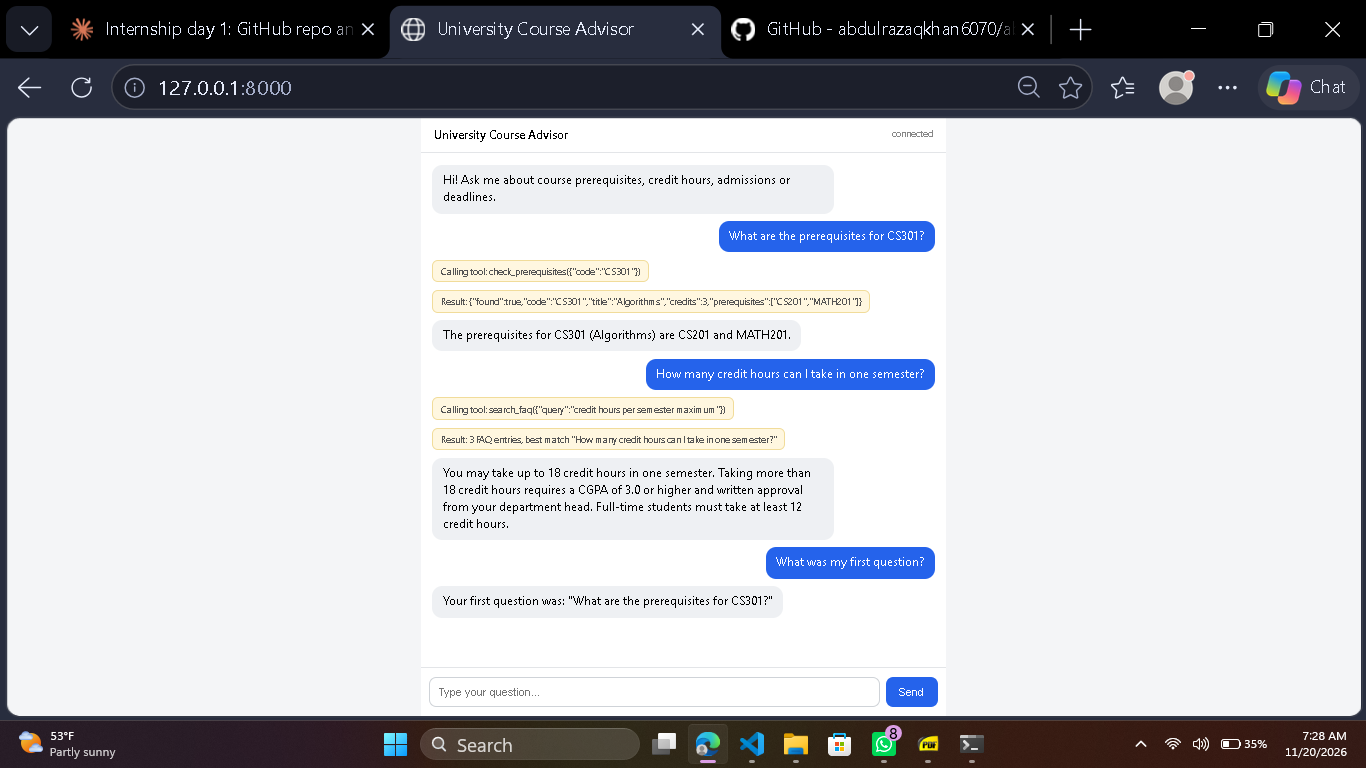 Internship day 1: GitHub repo an
University Course Advisor
GitHub - abdulrazaqkhan6070/al
127.0.0.1:8000
Chat
University Course Advisor
connected
Hi! Ask me about course prerequisites, credit hours, admissions or
deadlines.
What are the prerequisites for CS301?
Calling tool: check_prerequisites({"code":"CS301"})
Result: {"found":true,"code":"CS301","title":"Algorithms","credits":3,"prerequisites":["CS201","MATH201"]}
The prerequisites for CS301 (Algorithms) are CS201 and MATH201.
How many credit hours can I take in one semester?
Calling tool: search_faq({"query":"credit hours per semester maximum"})
Result: 3 FAQ entries, best match "How many credit hours can I take in one semester?"
You may take up to 18 credit hours in one semester. Taking more than
18 credit hours requires a CGPA of 3.0 or higher and written approval
from your department head. Full-time students must take at least 12
credit hours.
What was my first question?
Your first question was: "What are the prerequisites for CS301?"
Type your question...
Send
53°F
Partly sunny
Search
8
PDF
35%
7:28 AM
11/20/2026